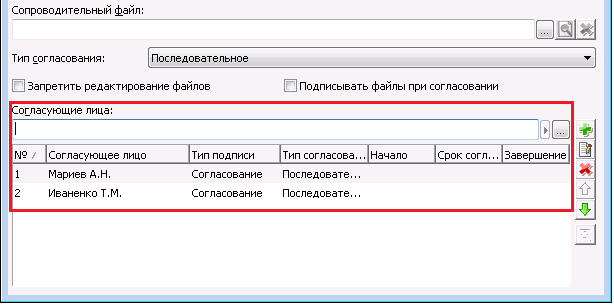 Сопроводительный файл:
...
Тип согласования: Последовательное
Запретить редактирование файлов Подписывать файлы при согласовании
Согласующие лица:
...
№ Согласующее лицо Тип подписи Тип согласова... Начало Срок согл... Завершение
1 Мариев А.Н. Согласование Последовате...
2 Иваненко Т.М. Согласование Последовате...